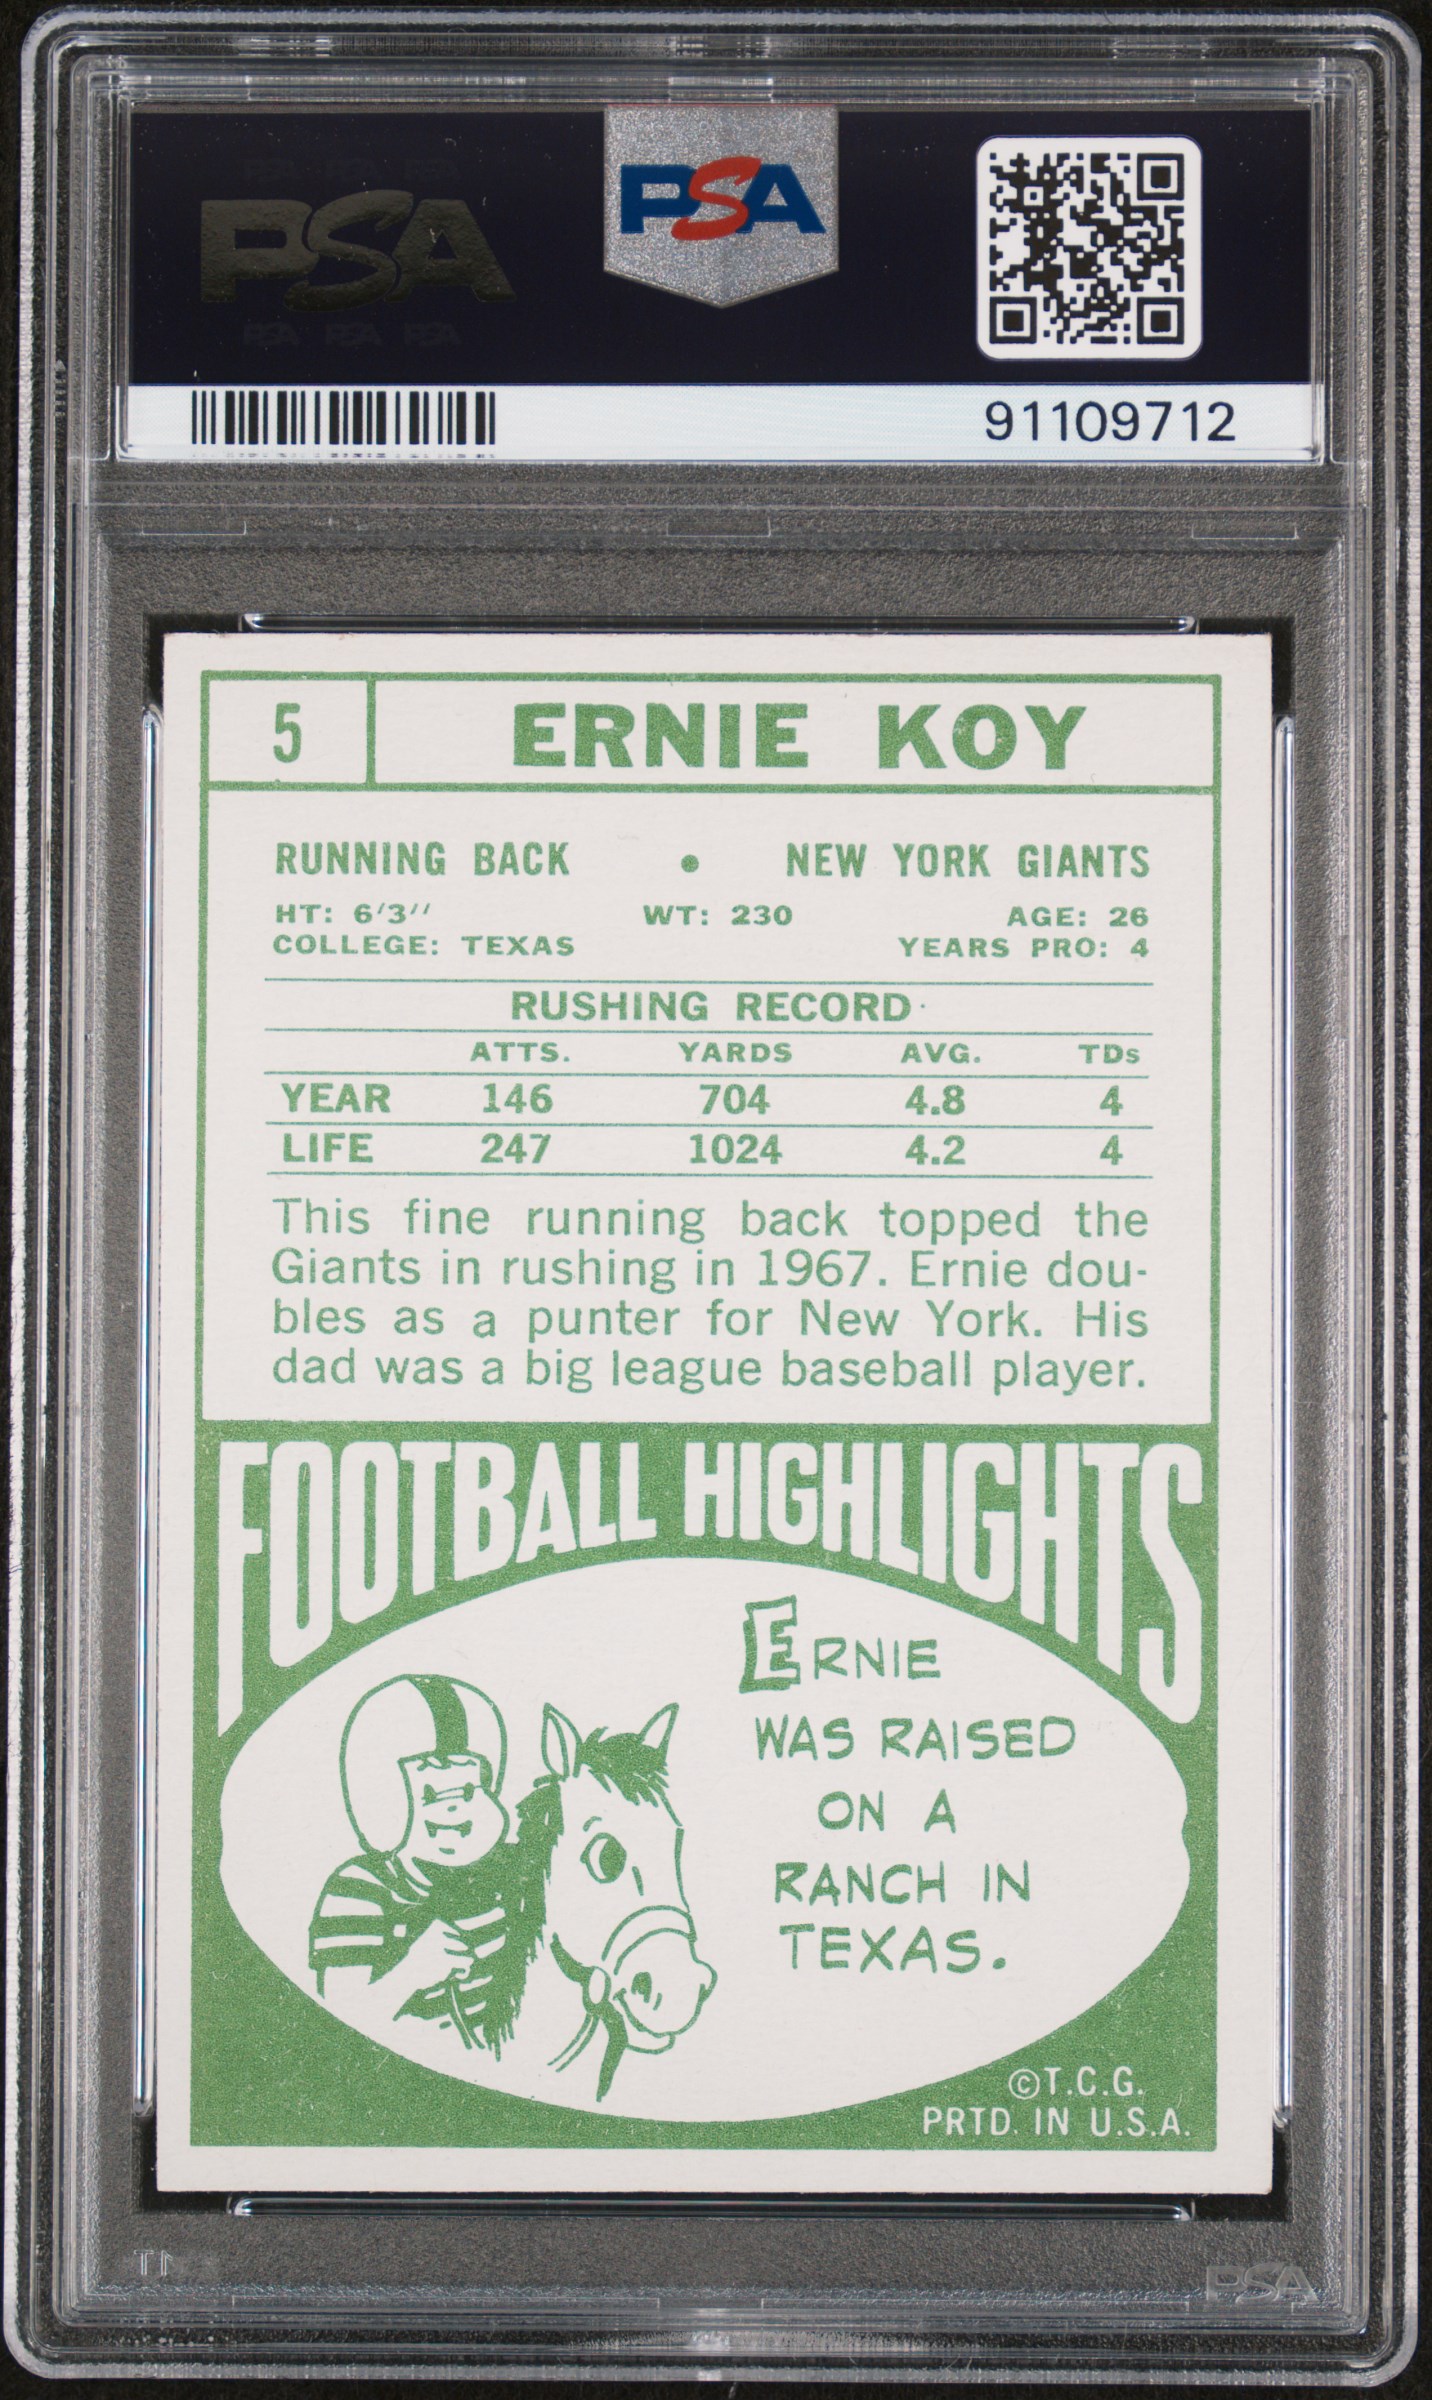 PSA
PSA
91109712
5 ERNIE KOY
RUNNING BACK • NEW YORK GIANTS
HT: 6'3'' WT: 230 AGE: 26
COLLEGE: TEXAS YEARS PRO: 4
RUSHING RECORD
ATTS. YARDS AVG. TDs
YEAR 146 704 4.8 4
LIFE 247 1024 4.2 4
This fine running back topped the
Giants in rushing in 1967. Ernie dou-
bles as a punter for New York. His
dad was a big league baseball player.
FOOTBALL HIGHLIGHTS
ERNIE
WAS RAISED
ON A
RANCH IN
TEXAS.
©T.C.G.
PRTD. IN U.S.A.
PSA